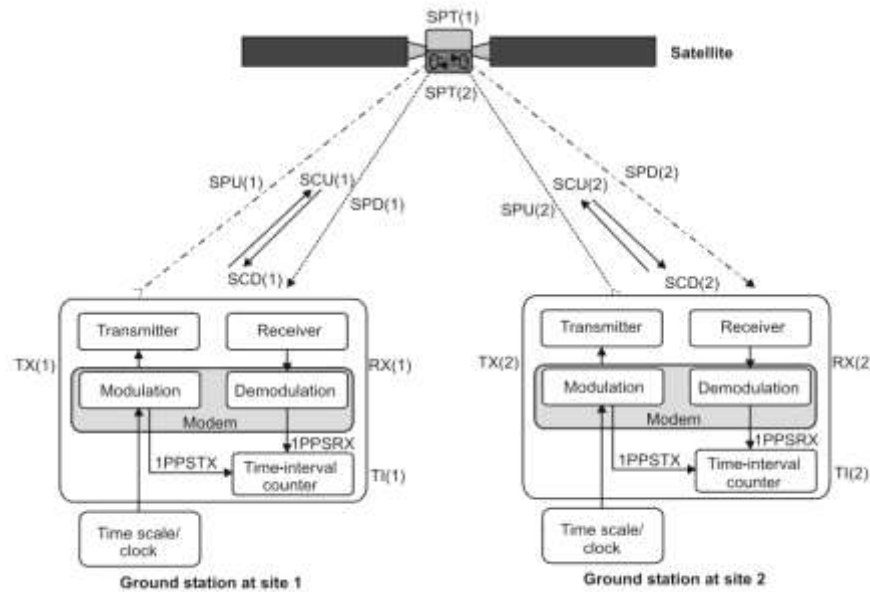 SPT(1)
Satellite
SPT(2)
SPU(1)
SCU(1)
SPD(1)
SCD(1)
SCU(2)
SPD(2)
SPU(2)
SCD(2)
Transmitter
Receiver
TX(1)
RX(1)
Modulation
Demodulation
Modem
1PPSRX
1PPSTX
Time-interval
counter
TI(1)
Time scale/
clock
Ground station at site 1
Transmitter
Receiver
TX(2)
RX(2
Modulation
Demodulation
Modem
1PPSRX
1PPSTX
Time-interval
counter
TI(2)
Time scale/
clock
Ground station at site 2